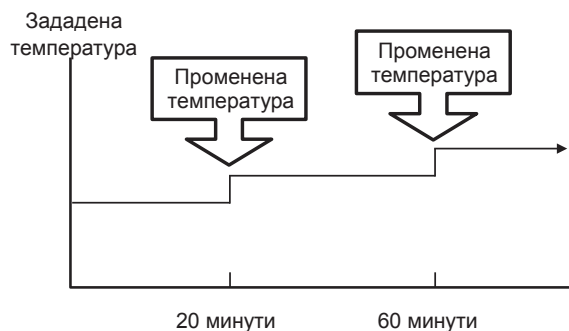 Зададена
температура
Променена
температура
Променена
температура
20 минути
60 минути